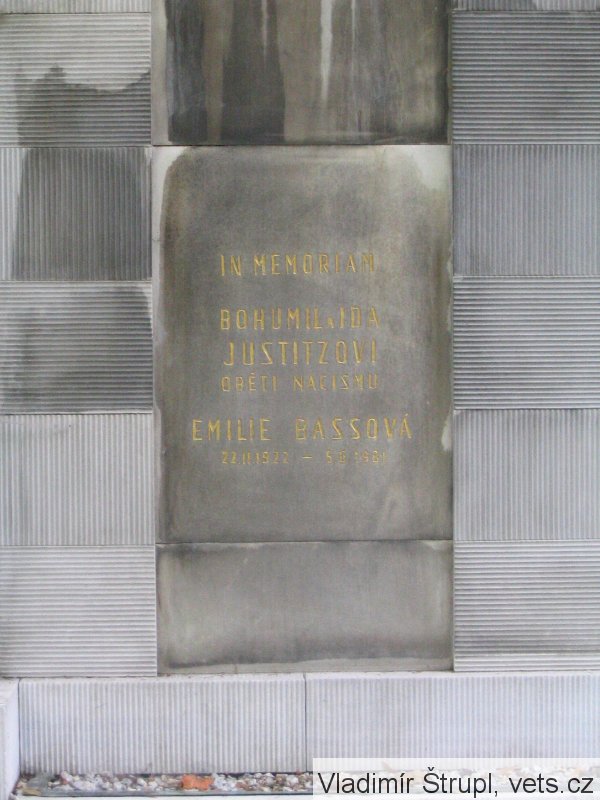 IN MEMORIAM
BOHUMIL A IDA
JUSTITZOVI
OBĚTI NACISMU
EMILIE BASSOVÁ
Vladimír Štrupl, vets.cz